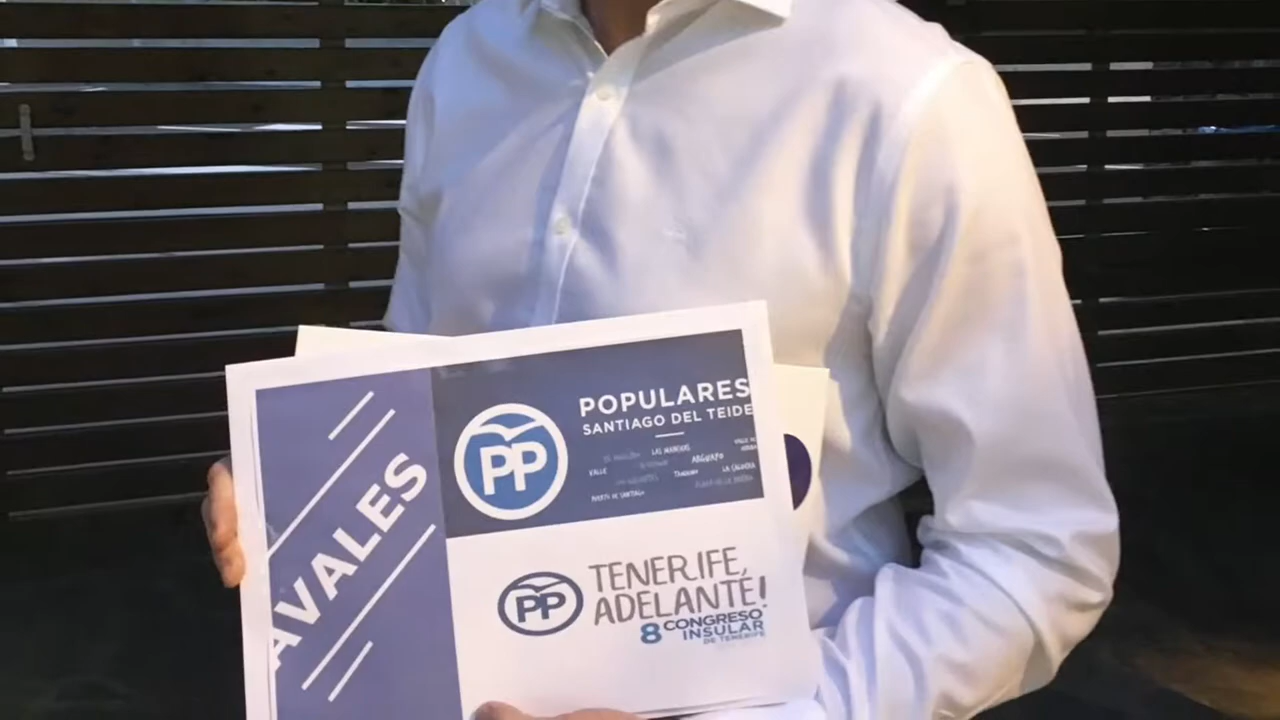 AVALES
PP
POPULARES
SANTIAGO DEL TEIDE
LAS MANCHAS
VALLE
ARGUAYO
TAMAIMO
LA CALDERA
PUERTO DE SANTIAGO
PP
TENERIFE,
ADELANTE!
8 CONGRESO
INSULAR
DE TENERIFE